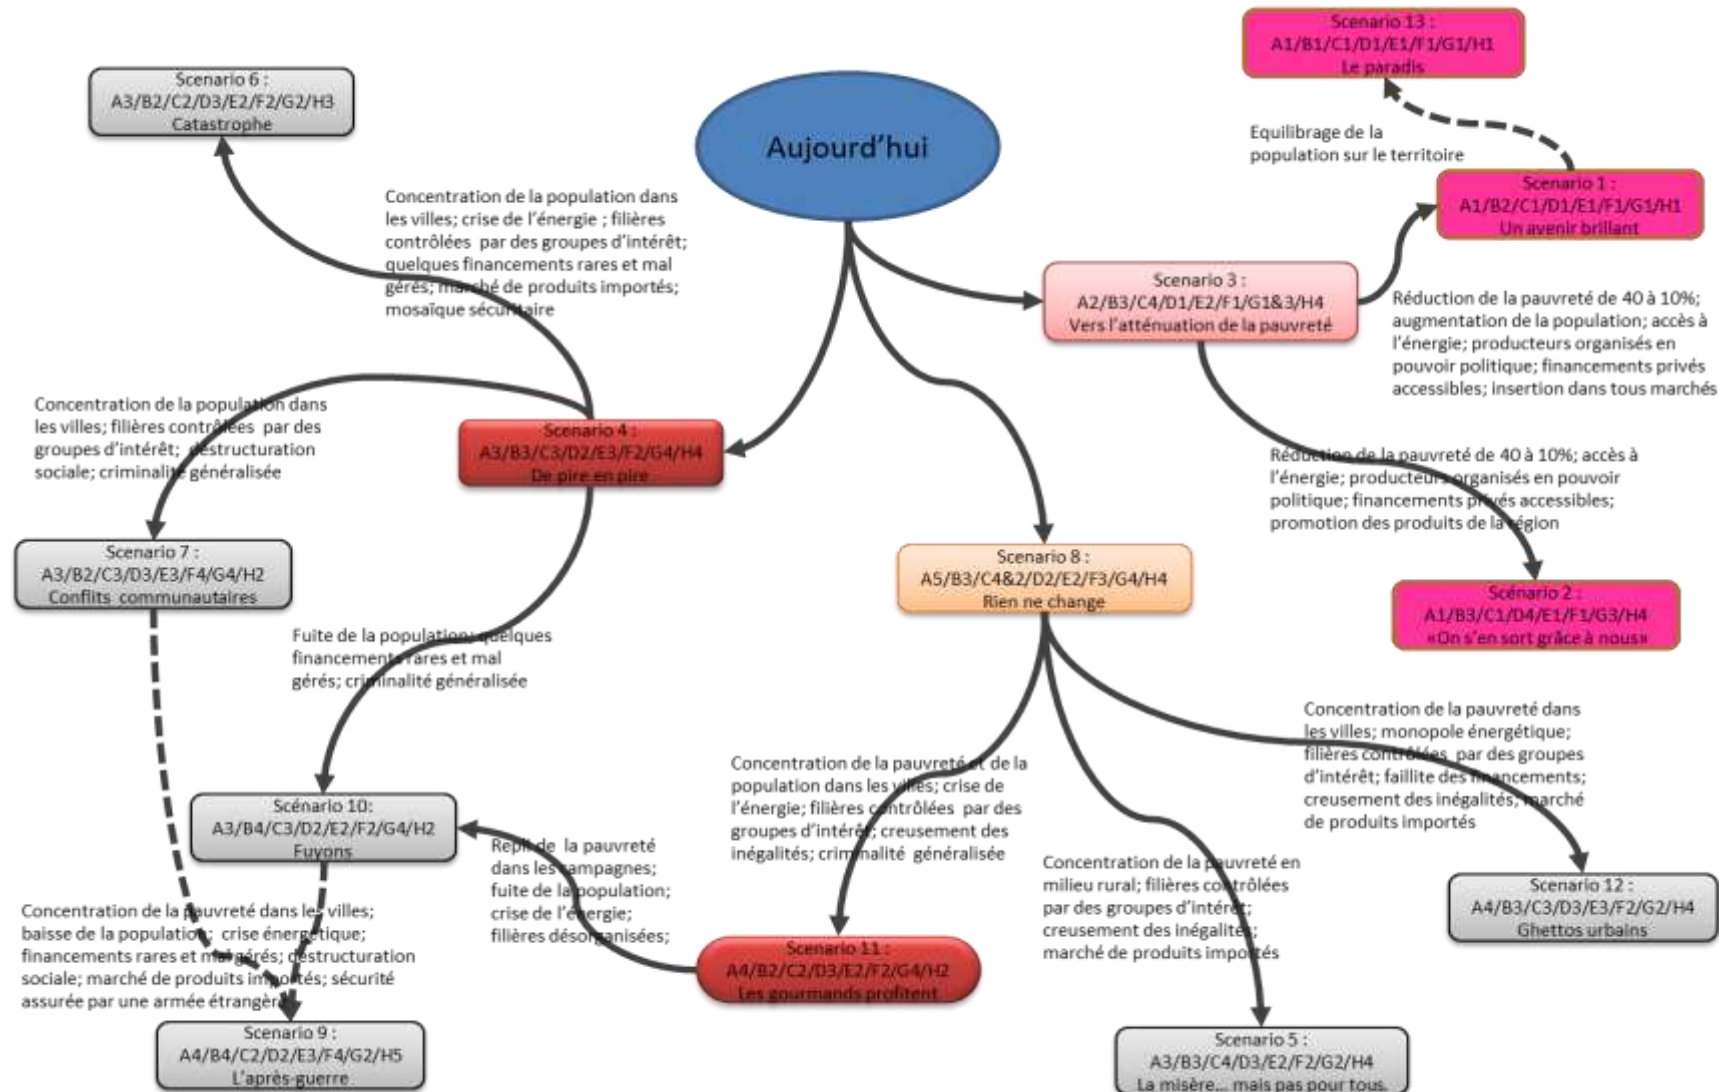 Scenario 13 :
A1/B1/C1/D1/E1/F1/G1/H1
Le paradis
Scenario 6 :
A3/B2/C2/D3/E2/F2/G2/H3
Catastrophe
Aujourd'hui
Equilibrage de la
population sur le territoire
Scenario 1 :
A1/B2/C1/D1/E1/F1/G1/H1
Un avenir brillant
Concentration de la population dans
les villes; crise de l'énergie ; filières
contrôlées par des groupes d'intérêt;
quelques financements rares et mal
gérés; marché de produits importés;
mosaïque sécuritaire
Scenario 3 :
A2/B3/C4/D1/E2/F1/G1&3/H4
Vers l'atténuation de la pauvreté
Réduction de la pauvreté de 40 à 10%;
augmentation de la population; accès à
l'énergie; producteurs organisés en
pouvoir politique; financements privés
accessibles; insertion dans tous marchés
Concentration de la population dans
les villes; filières contrôlées par des
groupes d'intérêt; déstructuration
sociale; criminalité généralisée
Scenario 4 :
A3/B3/C3/D2/E3/F2/G4/H4
De pire en pire
Réduction de la pauvreté de 40 à 10%; accès à
l'énergie; producteurs organisés en pouvoir
politique; financements privés accessibles;
promotion des produits de la région
Scenario 7 :
A3/B2/C3/D3/E3/F4/G4/H2
Conflits communautaires
Scenario 8 :
A5/B3/C4&2/D2/E2/F3/G4/H4
Rien ne change
Scénario 2 :
A1/B3/C1/D4/E1/F1/G3/H4
«On s'en sort grâce à nous»
Fuite de la population; quelques
financements rares et mal
gérés; criminalité généralisée
Concentration de la pauvreté dans
les villes; monopole énergétique;
filières contrôlées par des groupes
d'intérêt; faillite des financements;
creusement des inégalités; marché
de produits importés
Concentration de la pauvreté et de la
population dans les villes; crise de
l'énergie; filières contrôlées par des
groupes d'intérêt; creusement des
inégalités; criminalité généralisée
Scénario 10:
A3/B4/C3/D2/E2/F2/G4/H2
Fuyons
Repli de la pauvreté
dans les campagnes;
fuite de la population;
crise de l'énergie;
filières désorganisées;
Concentration de la pauvreté en
milieu rural; filières contrôlées
par des groupes d'intérêt;
creusement des inégalités;
marché de produits importés
Scenario 12 :
A4/B3/C3/D3/E3/F2/G2/H4
Ghettos urbains
Concentration de la pauvreté dans les villes;
baisse de la population; crise énergétique;
financements rares et mal gérés; déstructuration
sociale; marché de produits importés; sécurité
assurée par une armée étrangère
Scenario 11 :
A4/B2/C2/D3/E2/F2/G4/H2
Les gourmands profitent
Scenario 9 :
A4/B4/C2/D2/E3/F4/G2/H5
L'après-guerre
Scenario 5 :
A3/B3/C4/D3/E2/F2/G2/H4
La misère... mais pas pour tous.